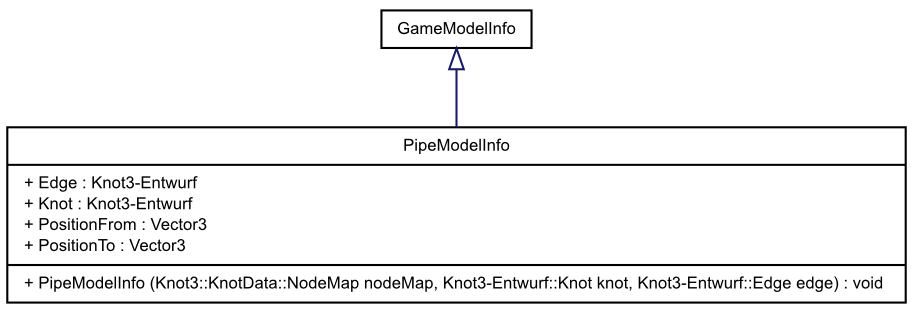 GameModelInfo
PipeModelInfo
+ Edge : Knot3-Entwurf
+ Knot : Knot3-Entwurf
+ PositionFrom : Vector3
+ PositionTo : Vector3
+ PipeModelInfo (Knot3::KnotData::NodeMap nodeMap, Knot3-Entwurf::Knot knot, Knot3-Entwurf::Edge edge) : void